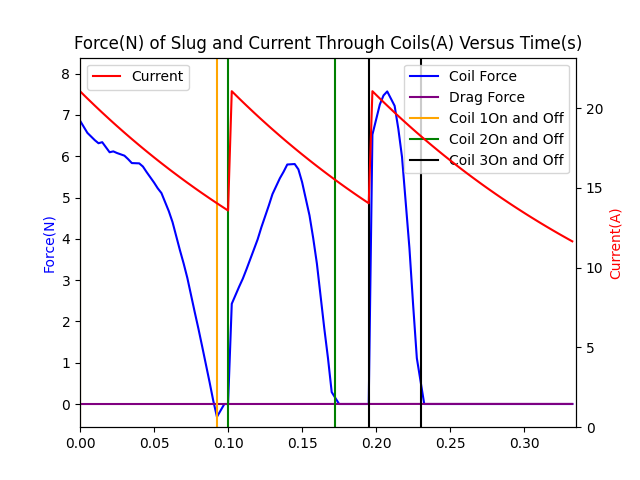 Force(N) of Slug and Current Through Coils(A) Versus Time(s)
Current
Coil Force
Drag Force
Coil 1On and Off
Coil 2On and Off
Coil 3On and Off
Force(N)
8
7
6
5
4
3
2
1
0
Current(A)
20
15
10
5
0
0.00 0.05 0.10 0.15 0.20 0.25 0.30